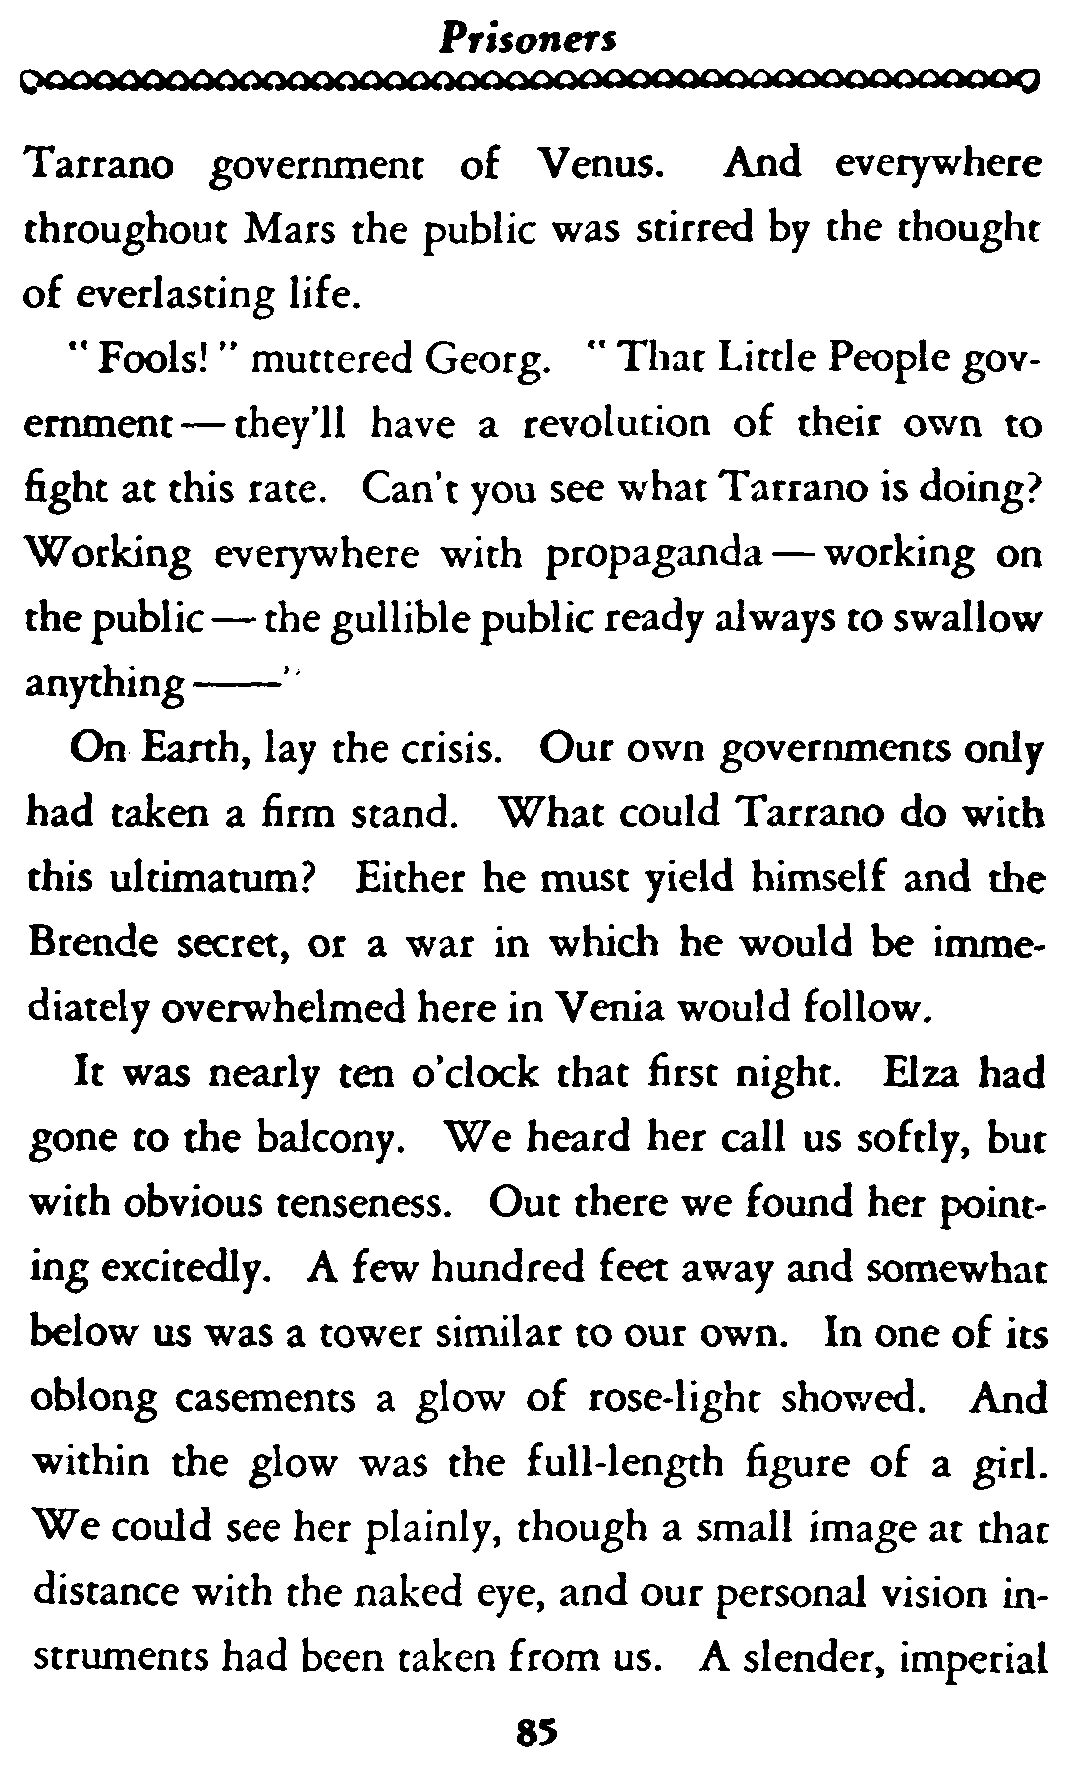 Prisoners
Tarrano government of Venus. And everywhere
throughout Mars the public was stirred by the thought
of everlasting life.
" Fools! " muttered Georg. " That Little People gov-
ernment — they'll have a revolution of their own to
fight at this rate. Can't you see what Tarrano is doing?
Working everywhere with propaganda — working on
the public — the gullible public ready always to swallow
anything ——"
On Earth, lay the crisis. Our own governments only
had taken a firm stand. What could Tarrano do with
this ultimatum? Either he must yield himself and the
Brende secret, or a war in which he would be imme-
diately overwhelmed here in Venia would follow.
It was nearly ten o'clock that first night. Elza had
gone to the balcony. We heard her call us softly, but
with obvious tenseness. Out there we found her point-
ing excitedly. A few hundred feet away and somewhat
below us was a tower similar to our own. In one of its
oblong casements a glow of rose-light showed. And
within the glow was the full-length figure of a girl.
We could see her plainly, though a small image at that
distance with the naked eye, and our personal vision in-
struments had been taken from us. A slender, imperial
85